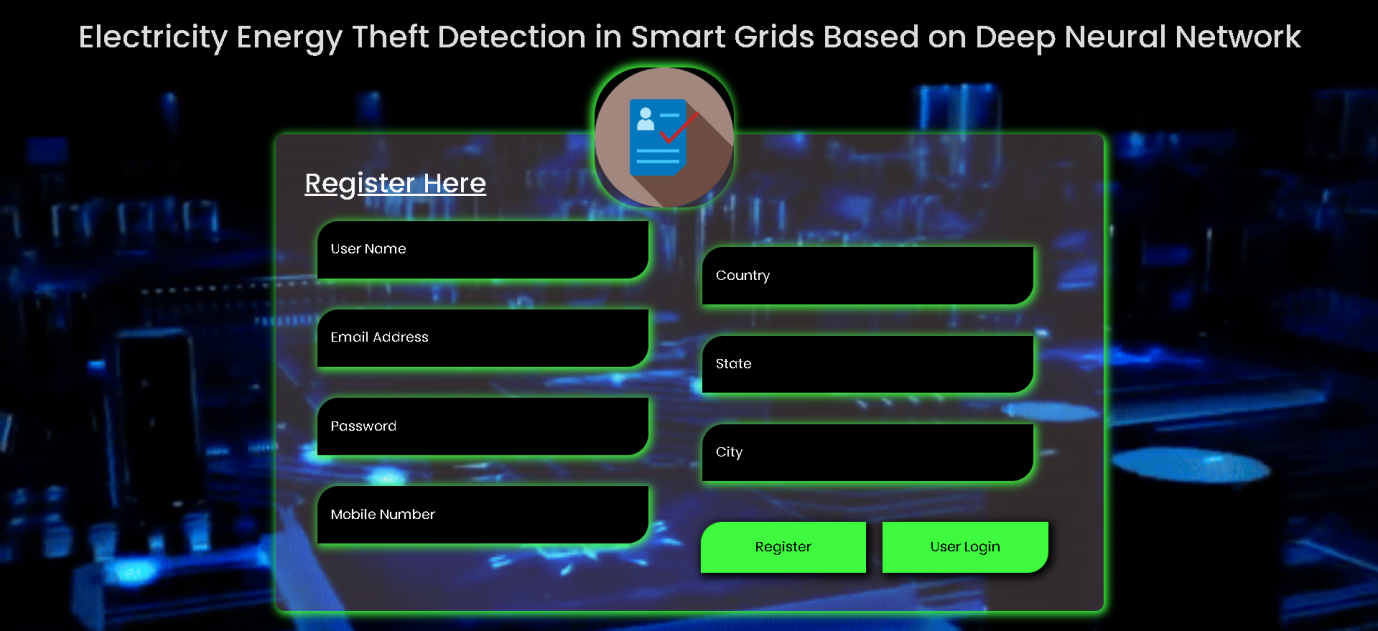 Electricity Energy Theft Detection in Smart Grids Based on Deep Neural Network
Register Here
User Name
Email Address
Password
Mobile Number
Country
State
City
Register
User Login